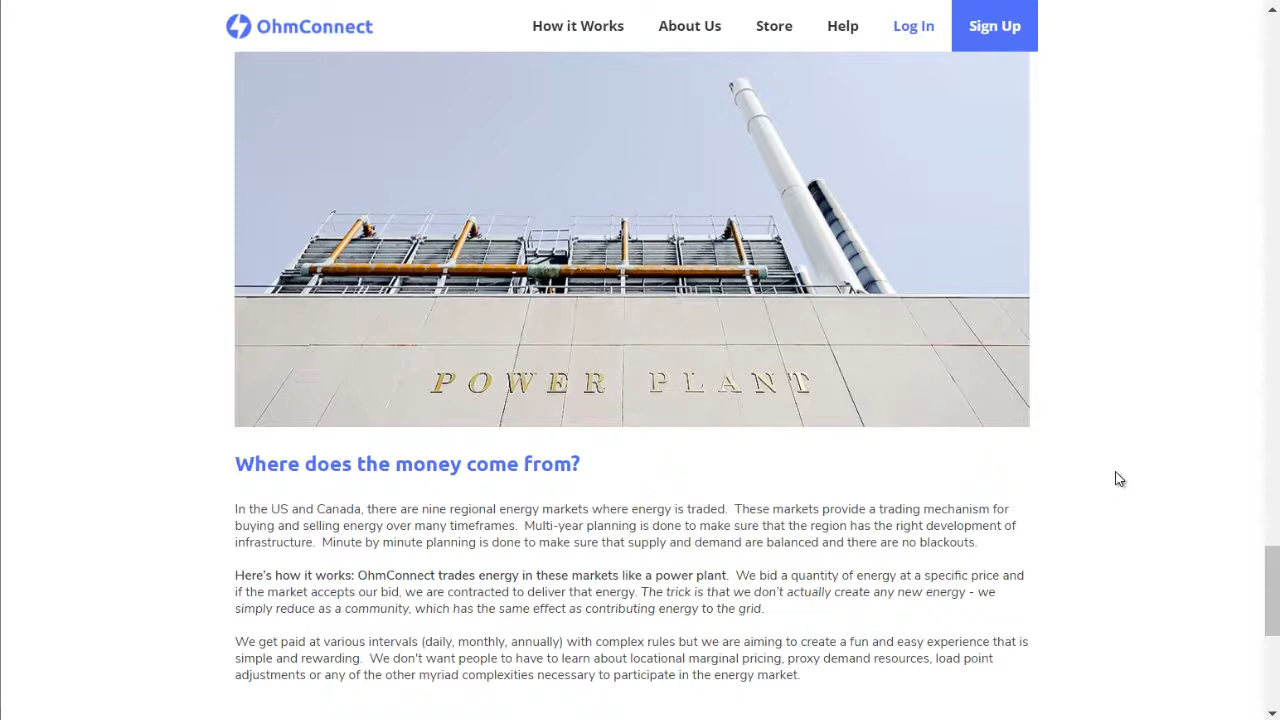 OhmConnect
How it Works
About Us
Store
Help
Log In
Sign Up
POWER PLANT
Where does the money come from?
In the US and Canada, there are nine regional energy markets where energy is traded.  These markets provide a trading mechanism for
buying and selling energy over many timeframes.  Multi-year planning is done to make sure that the region has the right development of
infrastructure.  Minute by minute planning is done to make sure that supply and demand are balanced and there are no blackouts.
Here's how it works: OhmConnect trades energy in these markets like a power plant.  We bid a quantity of energy at a specific price and
if the market accepts our bid, we are contracted to deliver that energy. The trick is that we don't actually create any new energy - we
simply reduce as a community, which has the same effect as contributing energy to the grid.
We get paid at various intervals (daily, monthly, annually) with complex rules but we are aiming to create a fun and easy experience that is
simple and rewarding.  We don't want people to have to learn about locational marginal pricing, proxy demand resources, load point
adjustments or any of the other myriad complexities necessary to participate in the energy market.